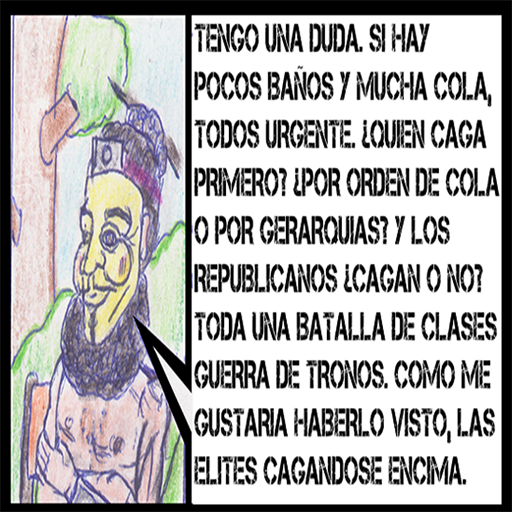 TENGO UNA DUDA. SI HAY
POCOS BAÑOS Y MUCHA COLA,
TODOS URGENTE. ¿QUIEN CAGA
PRIMERO? ¿POR ORDEN DE COLA
O POR GERARQUIAS? Y LOS
REPUBLICANOS ¿CAGAN O NO?
TODA UNA BATALLA DE CLASES
GUERRA DE TRONOS. COMO ME
GUSTARIA HABERLO VISTO, LAS
ELITES CAGANDOSE ENCIMA.